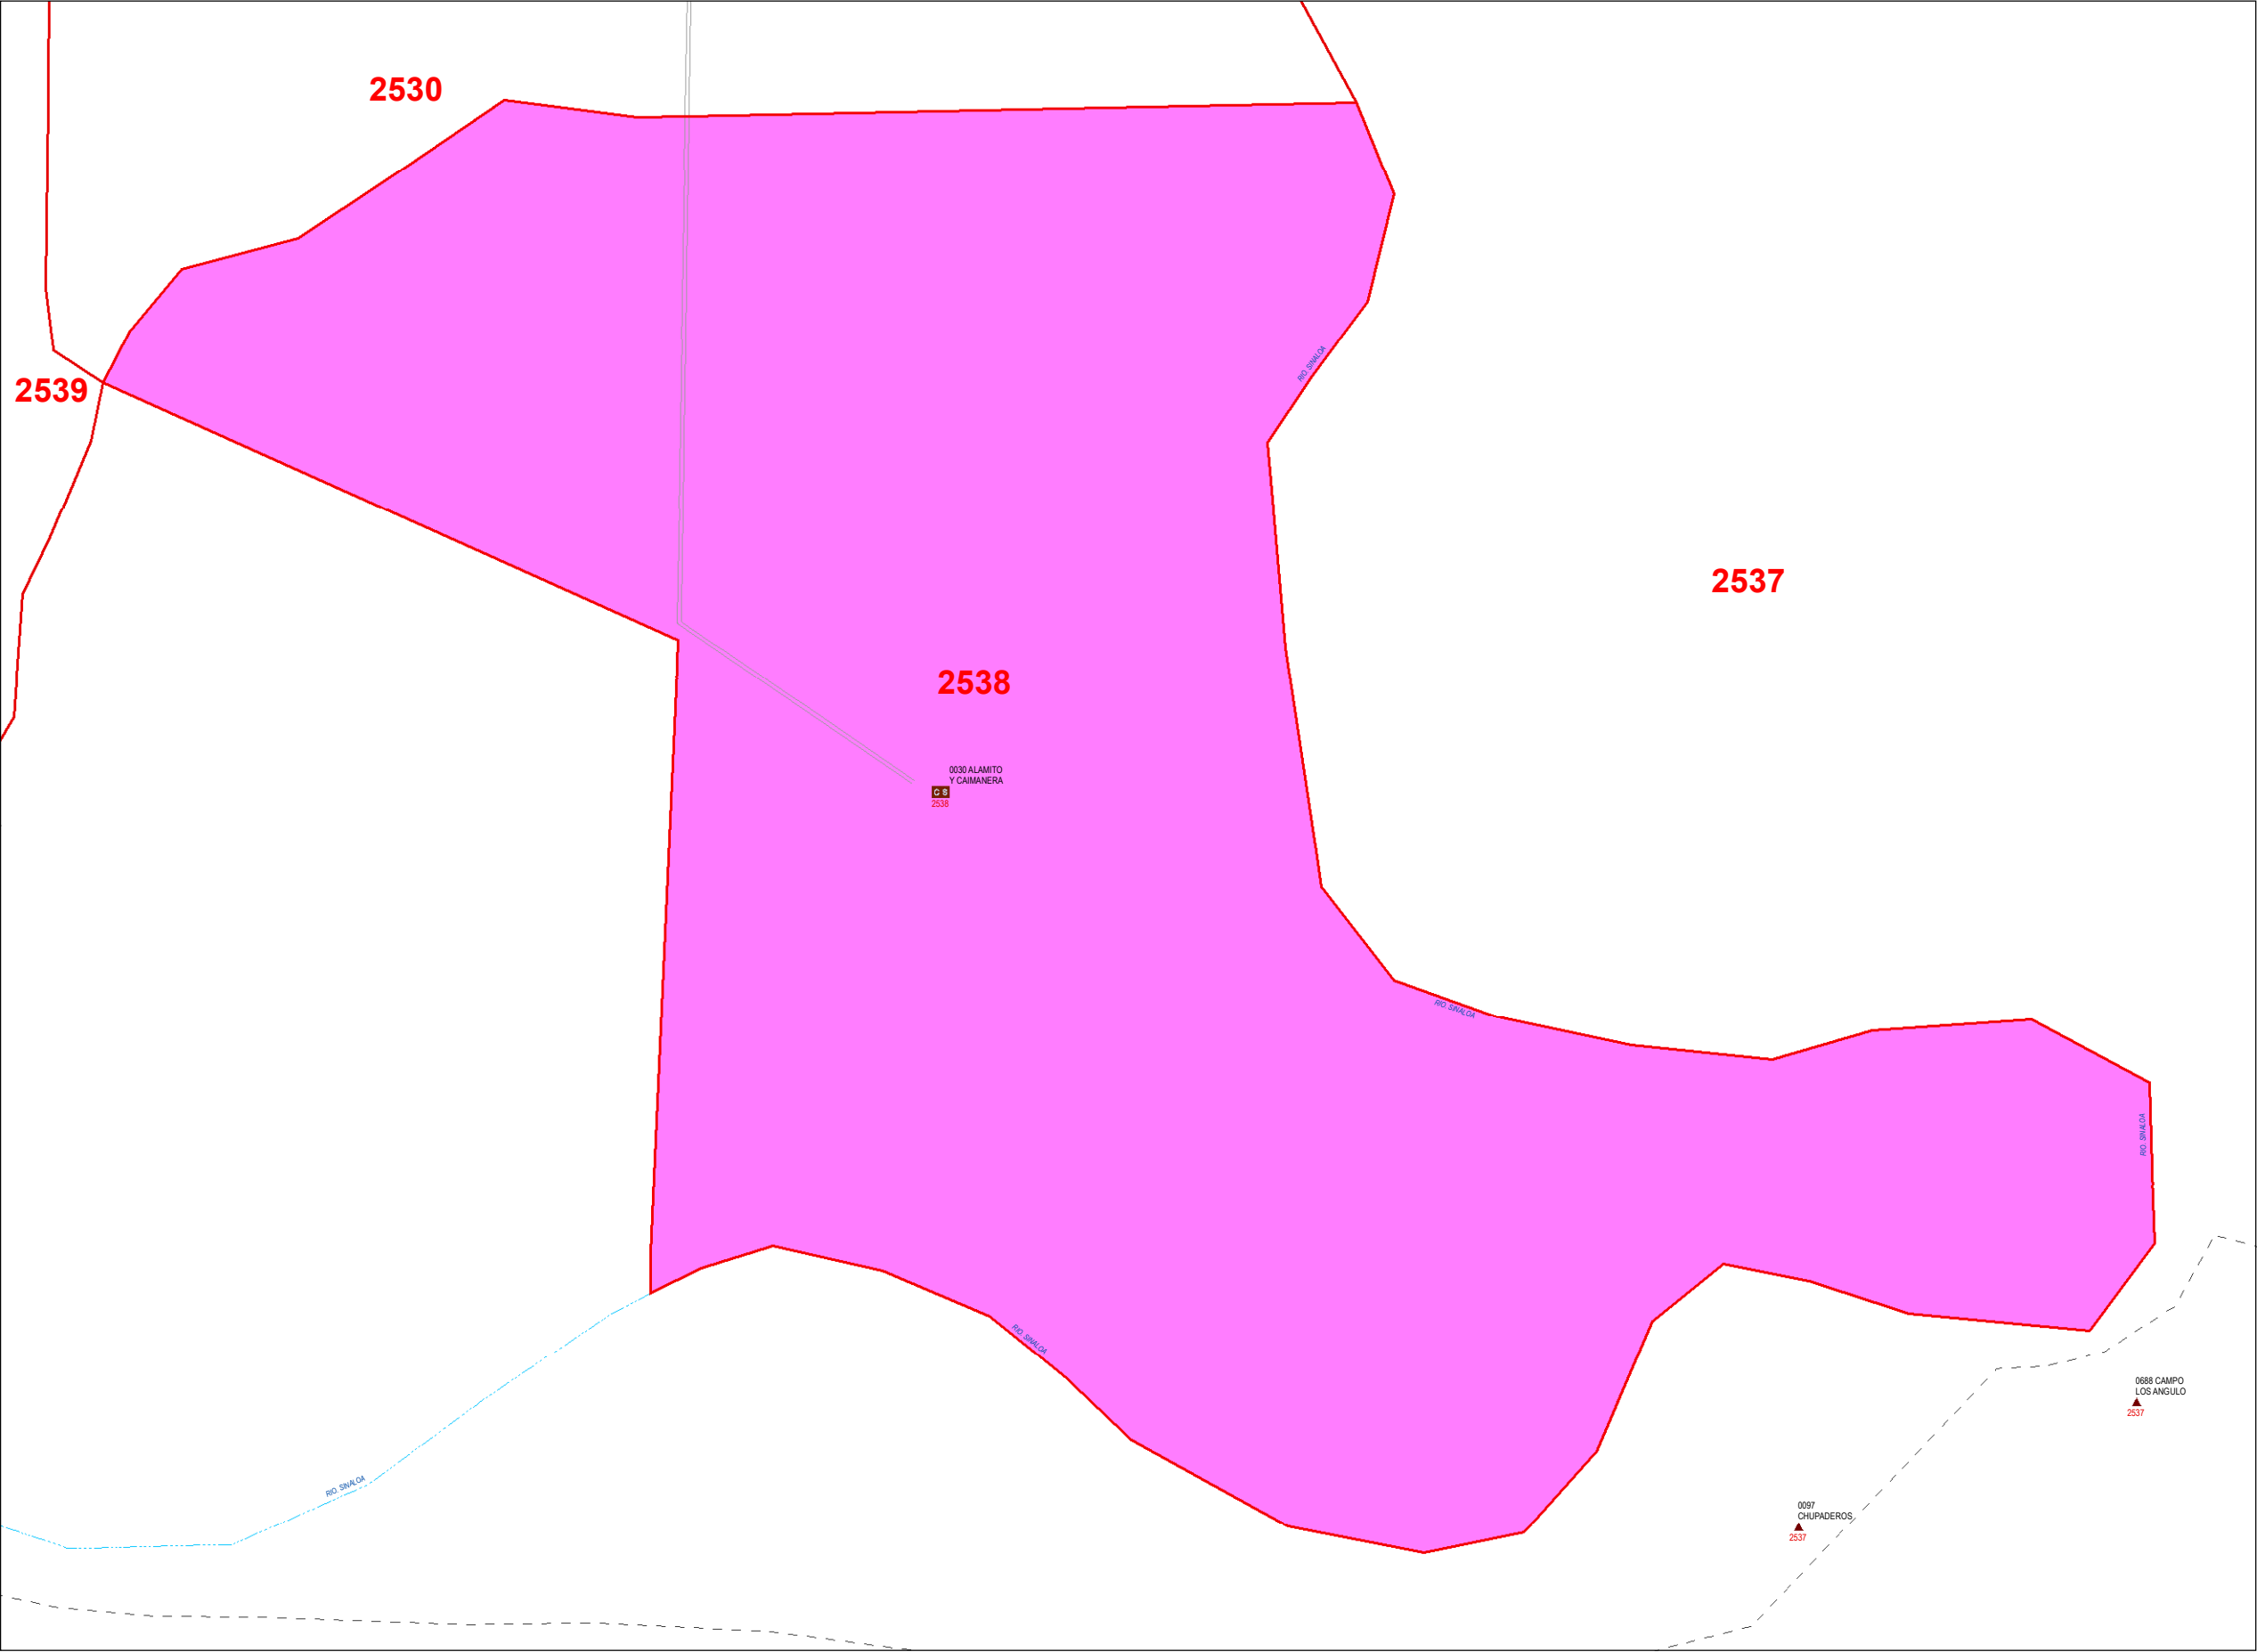 2530
RIO. SINALOA
2539
2537
2538
0030 ALAMITO
Y CAIMANERA
C S
2538
RIO. SINALOA
RIO. SINALOA
RIO. SINALOA
0688 CAMPO
LOS ANGULO
2537
RIO. SINALOA
0097
CHUPADEROS
2537